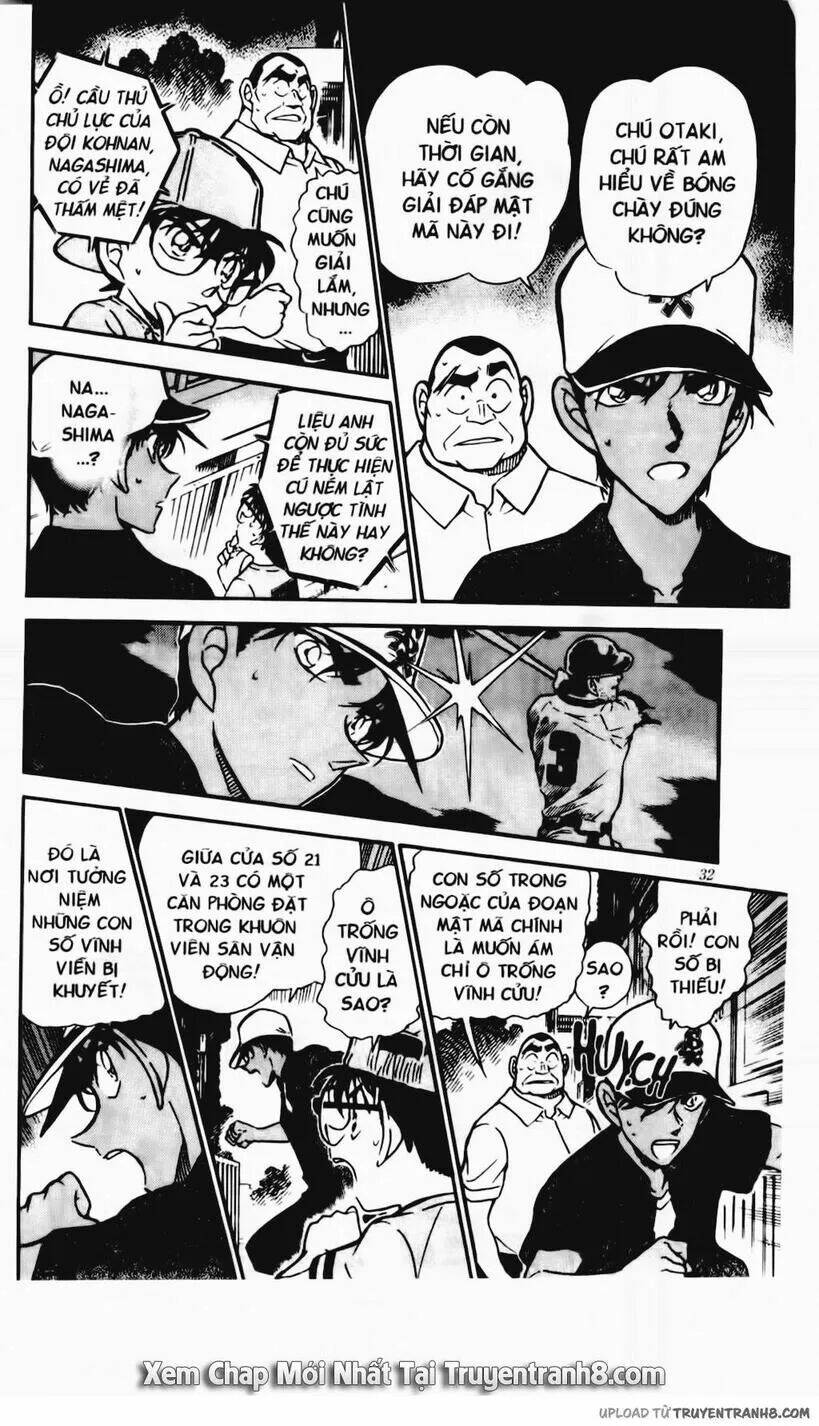 CHÚ OTAKI,
CHÚ RẤT AM
HIỂU VỀ BÓNG
CHÀY ĐÚNG
KHÔNG?
NẾU CÒN
THỜI GIAN,
HÃY CỐ GẮNG
GIẢI ĐÁP MẬT
MÃ NÀY ĐI!
CHÚ
CŨNG
MUỐN
GIẢI
LẮM,
NHƯNG
...
Ồ! CẦU THỦ
CHỦ LỰC CỦA
ĐỘI KOHNAN,
NAGASHIMA,
CÓ VẺ ĐÃ
THẤM MỆT!
LIỆU ANH
CÒN ĐỦ SỨC
ĐỂ THỰC HIỆN
CÚ NÉM LẬT
NGƯỢC TÌNH
THẾ NÀY HAY
KHÔNG?
NA...
NAGA-
SHIMA
...?
3
32
PHẢI
RỒI! CON
SỐ BỊ
THIẾU!
SAO
?
CON SỐ TRONG
NGOẶC CỦA ĐOẠN
MẬT MÃ CHÍNH
LÀ MUỐN ÁM
CHỈ Ô TRỐNG
VĨNH CỬU!
HUỴCH
Ô
TRỐNG
VĨNH
CỬU LÀ
SAO?
GIỮA CỬA SỐ 21
VÀ 23 CÓ MỘT
CĂN PHÒNG ĐẶT
TRONG KHUÔN
VIÊN SÂN VẬN
ĐỘNG!
ĐÓ LÀ
NƠI TƯỞNG
NIỆM
NHỮNG CON
SỐ VĨNH
VIỄN BỊ
KHUYẾT!
Xem Chap Mới Nhất Tại Truyentranh8.com
UPLOAD TỪ TRUYENTRANH8.COM